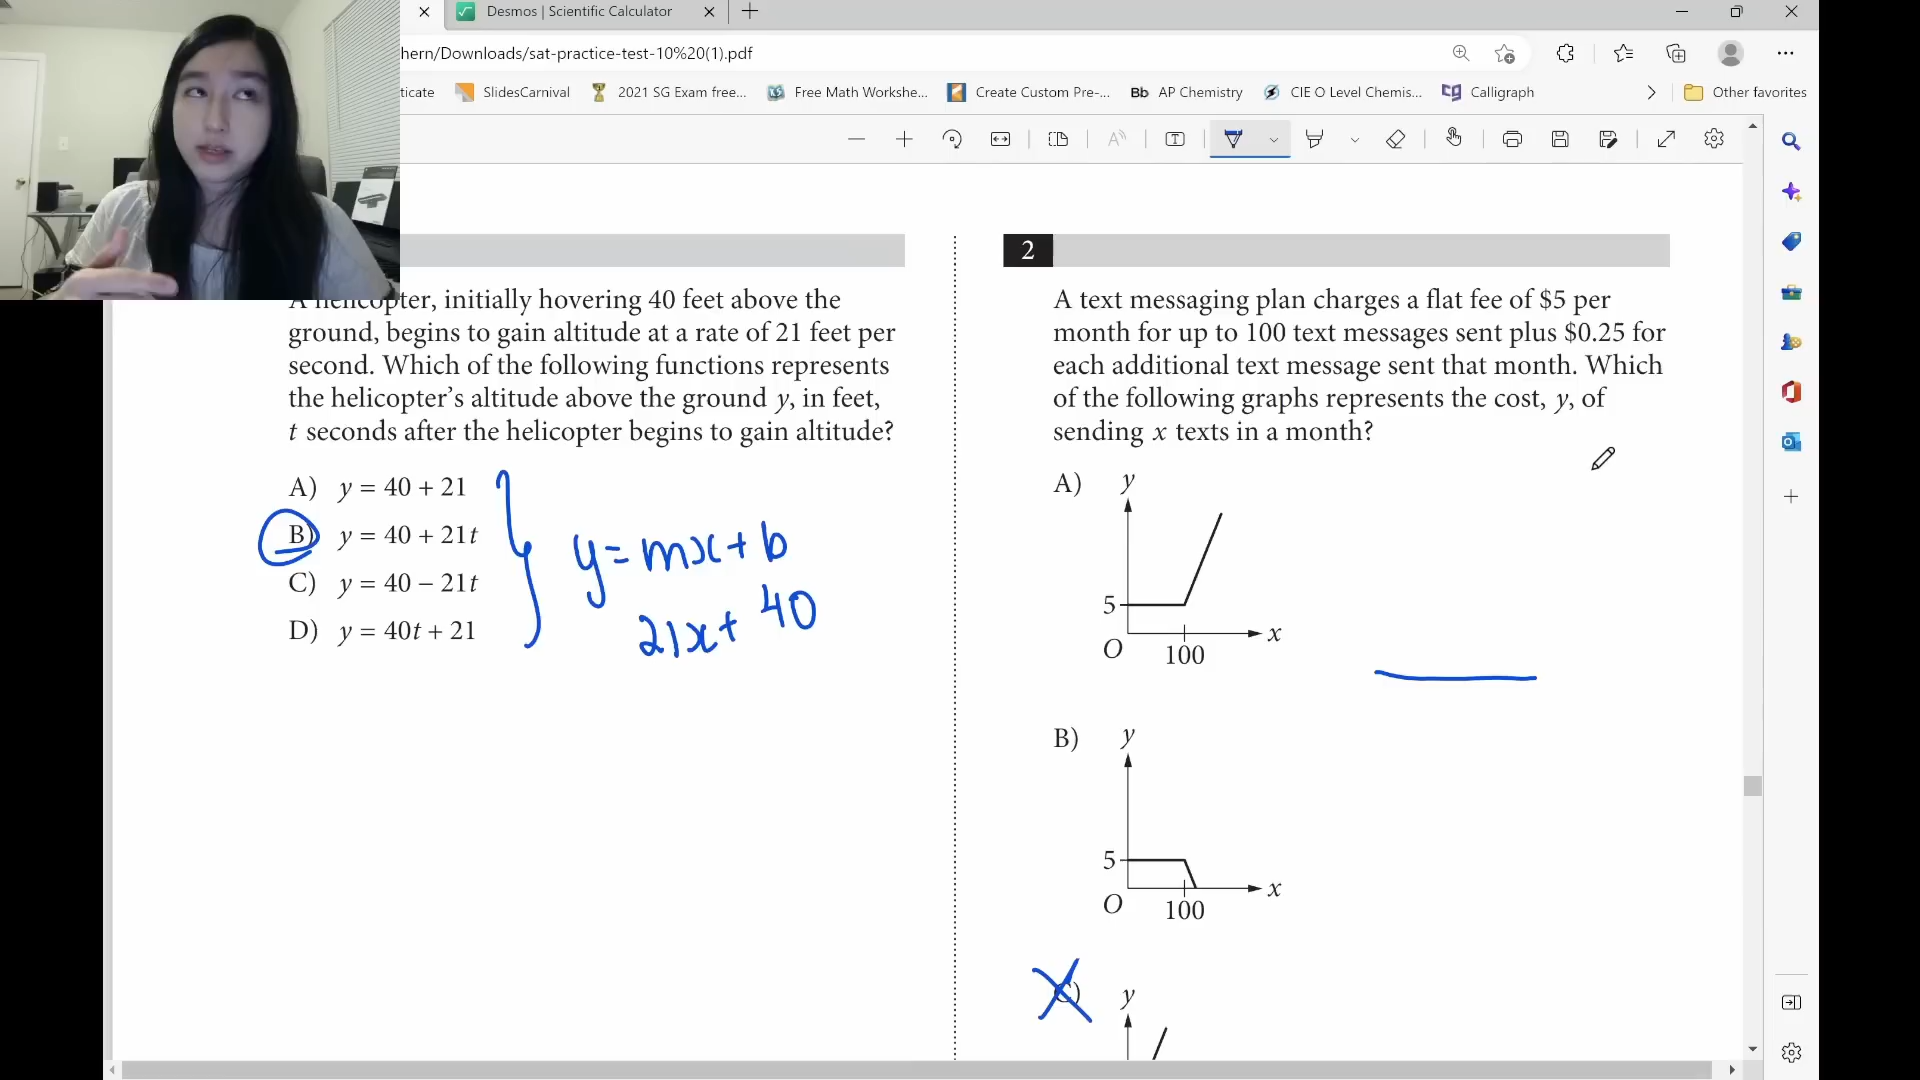 Desmos | Scientific Calculator
hern/Downloads/sat-practice-test-10%20(1).pdf
ticate
SlidesCarnival
2021 SG Exam free...
Free Math Workshe...
Create Custom Pre-...
Bb AP Chemistry
CIE O Level Chemis...
Calligraph
Other favorites
A helicopter, initially hovering 40 feet above the
ground, begins to gain altitude at a rate of 21 feet per
second. Which of the following functions represents
the helicopter's altitude above the ground y, in feet,
t seconds after the helicopter begins to gain altitude?
A) y = 40 + 21
B) y = 40 + 21t
C) y = 40 – 21t
D) y = 40t + 21
y = mx + b
21x + 40
2
A text messaging plan charges a flat fee of $5 per
month for up to 100 text messages sent plus $0.25 for
each additional text message sent that month. Which
of the following graphs represents the cost, y, of
sending x texts in a month?
A)
y
5
O
100
x
B)
y
5
O
100
x
C)
y